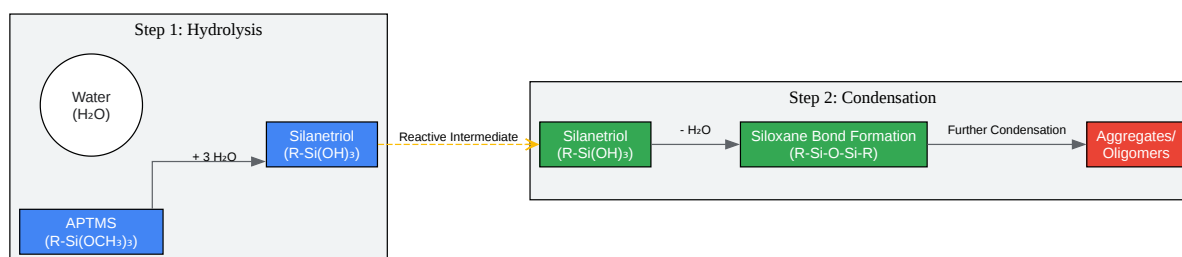 Step 1: Hydrolysis
Water
(H₂O)
Silanetriol
(R-Si(OH)₃)
+ 3 H₂O
APTMS
(R-Si(OCH₃)₃)
Reactive Intermediate
Step 2: Condensation
Silanetriol
(R-Si(OH)₃)
- H₂O
Siloxane Bond Formation
(R-Si-O-Si-R)
Further Condensation
Aggregates/
Oligomers